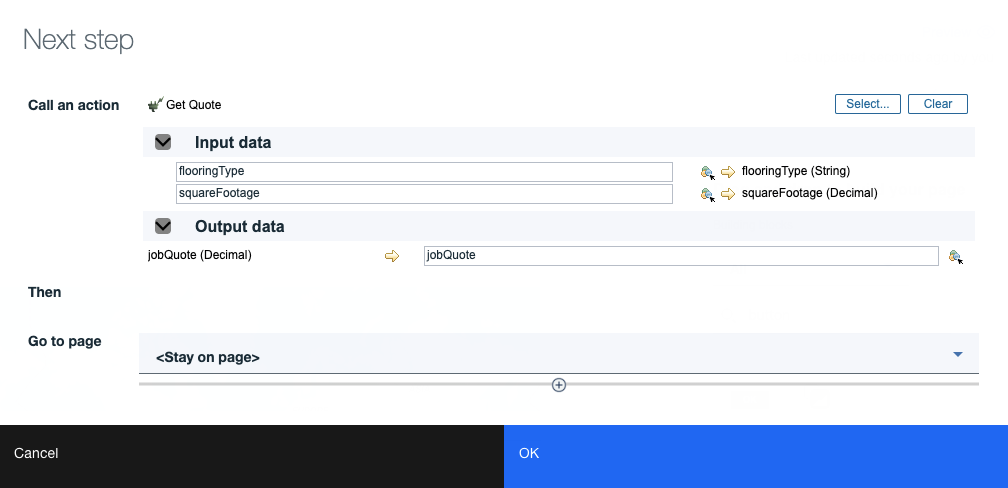 Next step
Call an action Get Quote Select... Clear
Input data
flooringType flooringType (String)
squareFootage squareFootage (Decimal)
Output data
jobQuote (Decimal) jobQuote
Then
Go to page
<Stay on page>
Cancel OK